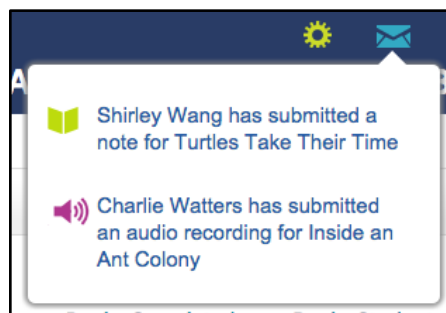 Shirley Wang has submitted a
note for Turtles Take Their Time
Charlie Watters has submitted
an audio recording for Inside an
Ant Colony